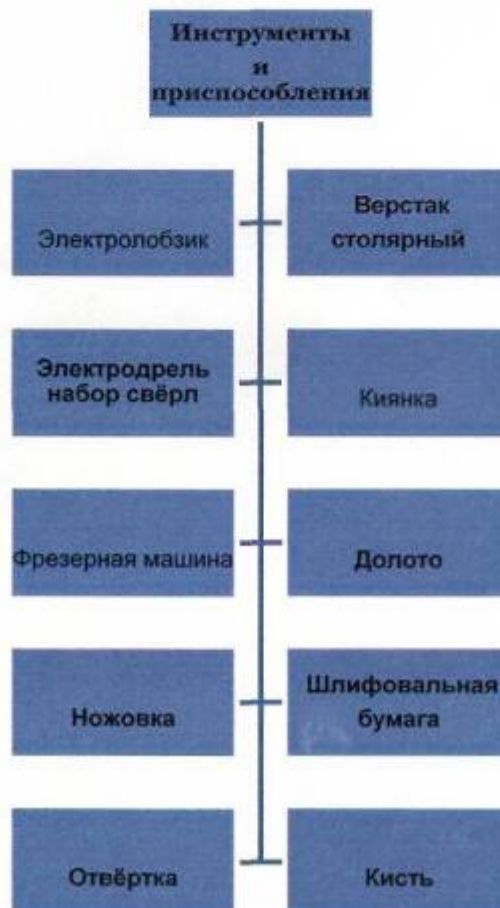 Инструменты
и
приспособления
Электролобзик
Верстак
столярный
Электродрель
набор свёрл
Киянка
Фрезерная машина
Долото
Ножовка
Шлифовальная
бумага
Отвёртка
Кисть